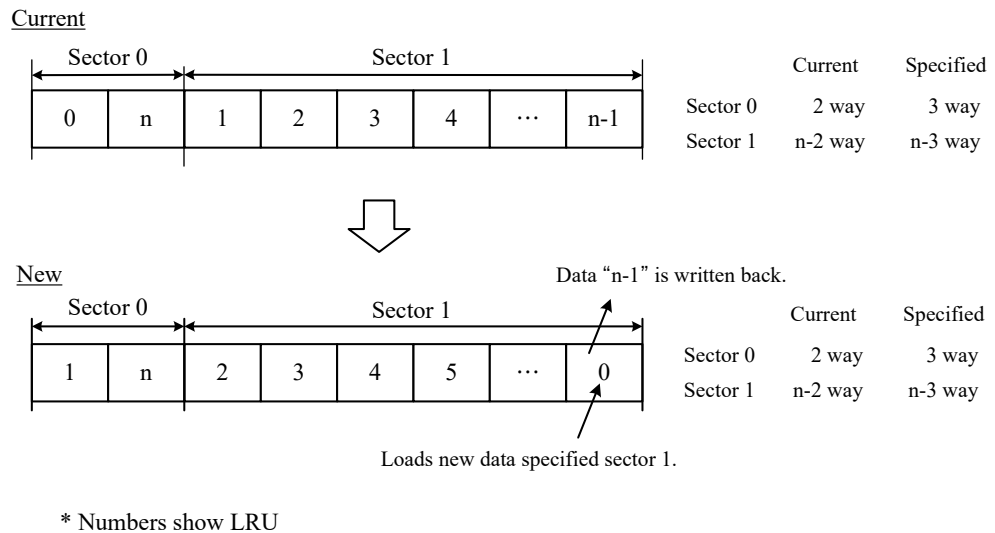 Current
Sector 0 Sector 1
Current Specified
0 n 1 2 3 4 ⋯ n-1
Sector 0 2 way 3 way
Sector 1 n-2 way n-3 way
New
Data “n-1” is written back.
Sector 0 Sector 1
Current Specified
1 n 2 3 4 5 ⋯ 0
Sector 0 2 way 3 way
Sector 1 n-2 way n-3 way
Loads new data specified sector 1.
* Numbers show LRU